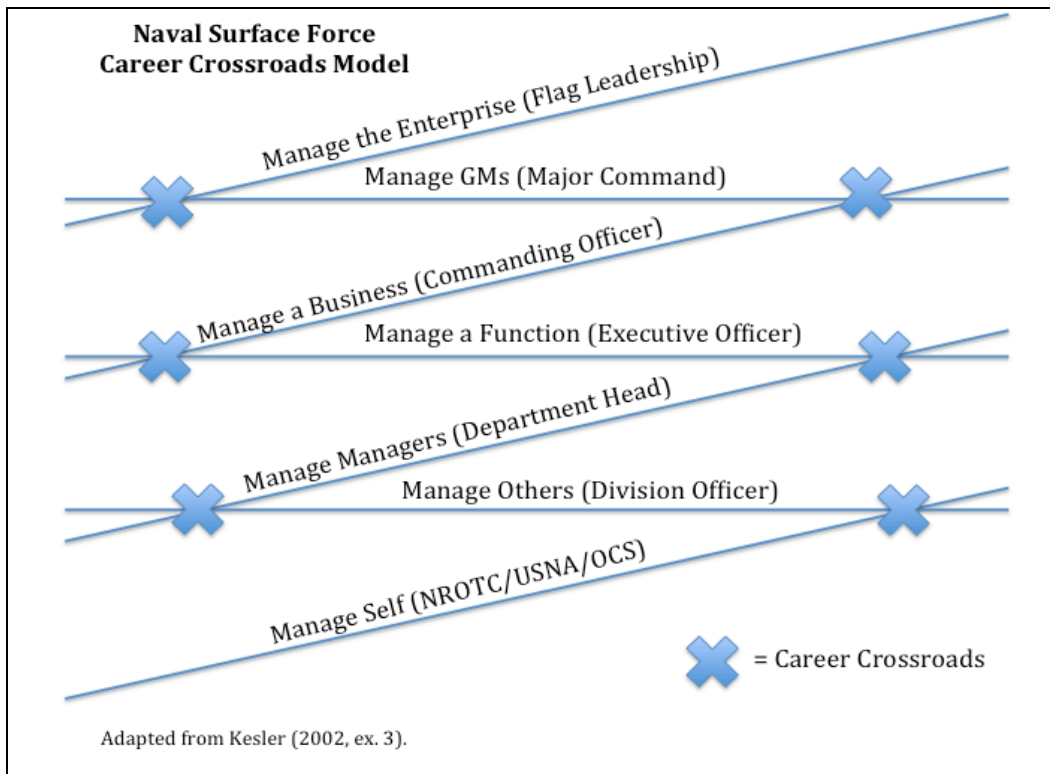 Naval Surface Force
Career Crossroads Model
Manage the Enterprise (Flag Leadership)
Manage GMs (Major Command)
Manage a Business (Commanding Officer)
Manage a Function (Executive Officer)
Manage Managers (Department Head)
Manage Others (Division Officer)
Manage Self (NROTC/USNA/OCS)
= Career Crossroads
Adapted from Kesler (2002, ex. 3).